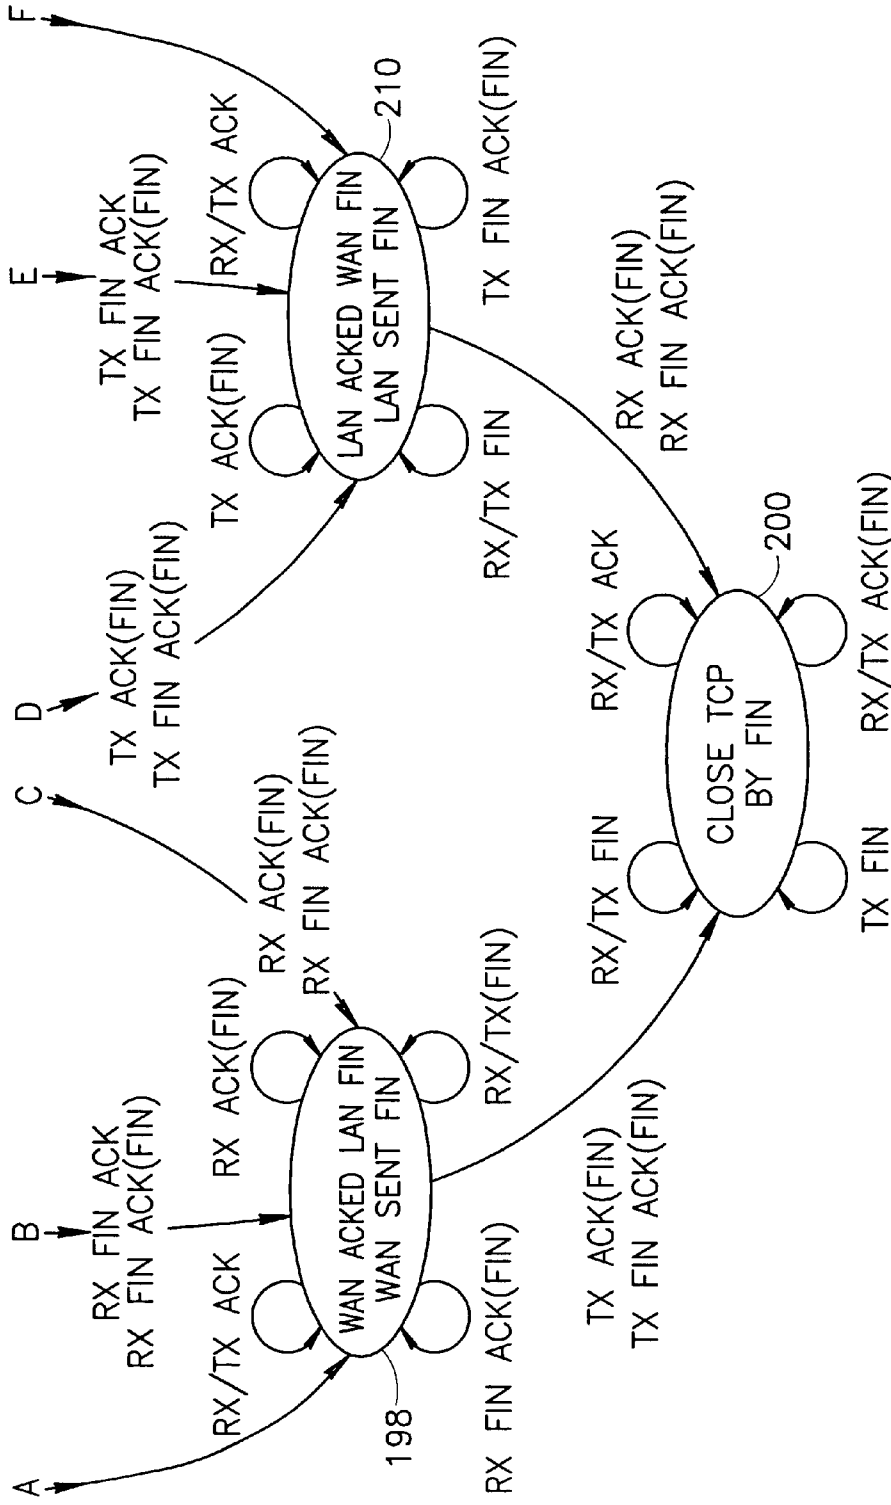 A
B
C
D
E
F
RX FIN ACK
RX FIN ACK(FIN)
TX ACK(FIN)
TX FIN ACK(FIN)
TX FIN ACK
TX FIN ACK(FIN)
RX/TX ACK
RX ACK(FIN)
RX ACK(FIN)
RX FIN ACK(FIN)
TX ACK(FIN)
RX/TX ACK
WAN ACKED LAN FIN
WAN SENT FIN
LAN ACKED WAN FIN
LAN SENT FIN
198
210
RX FIN ACK(FIN)
RX/TX(FIN)
RX/TX FIN
TX FIN ACK(FIN)
TX ACK(FIN)
TX FIN ACK(FIN)
RX/TX FIN
RX/TX ACK
RX ACK(FIN)
RX FIN ACK(FIN)
CLOSE TCP
BY FIN
200
TX FIN
RX/TX ACK(FIN)